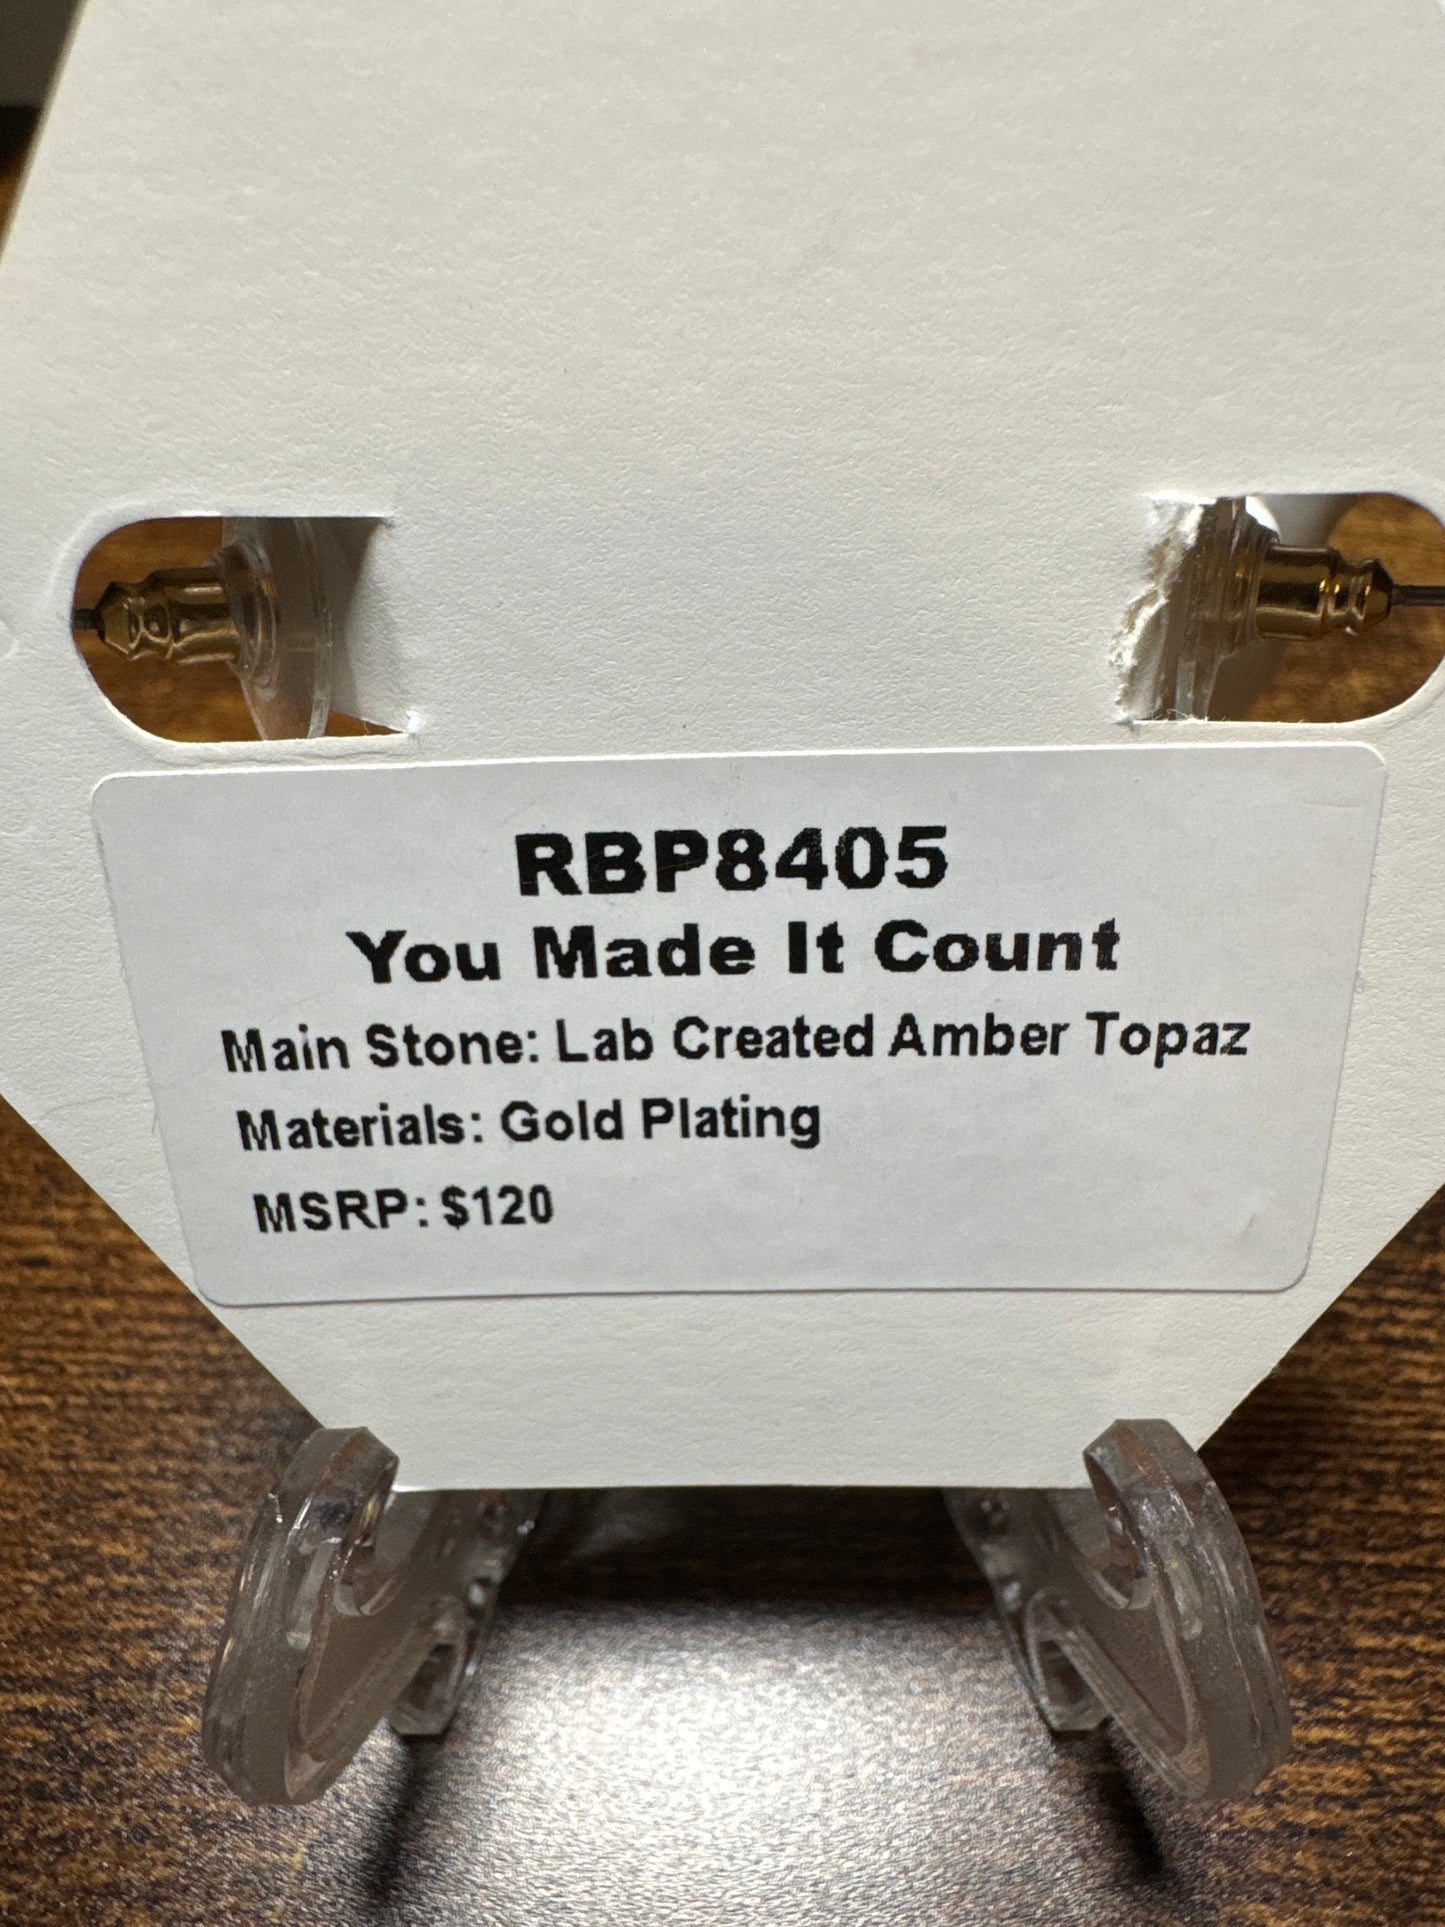 RBP8405
You Made It Count
Main Stone: Lab Created Amber Topaz
Materials: Gold Plating
MSRP: $120